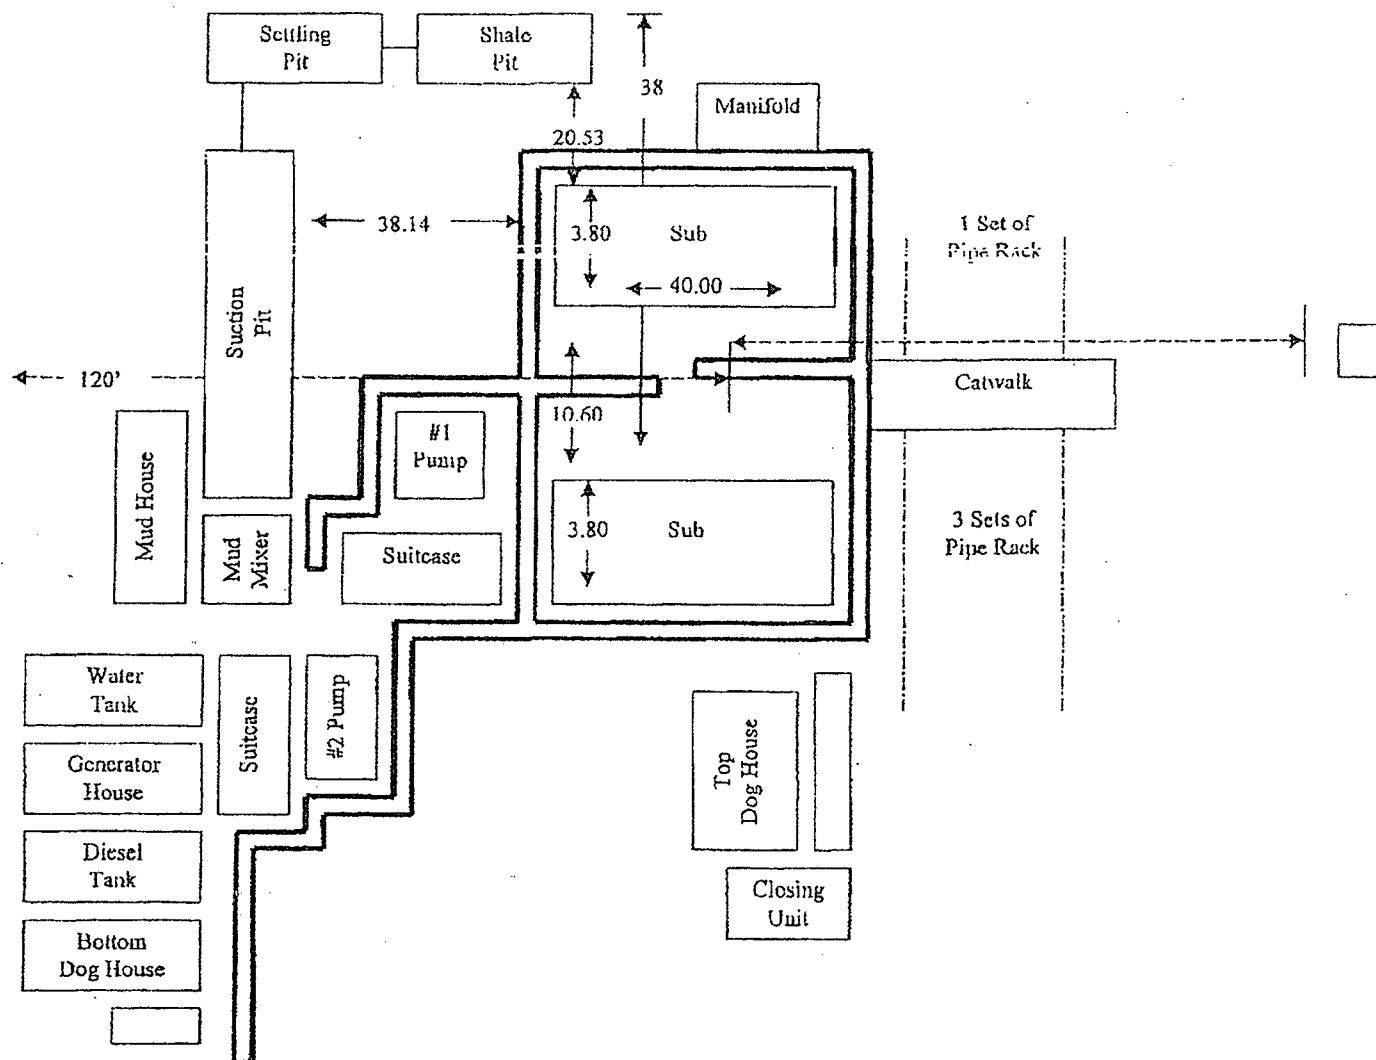 Settling
Pit
Shale
Pit
38
Manifold
20.53
38.14
3.80
Sub
1 Set of
Pipe Rack
40.00
Suction
Pit
120'
Catwalk
10.60
#1
Pump
Mud House
Mud
Mixer
Suitcase
3.80
Sub
3 Sets of
Pipe Rack
Water
Tank
Suitcase
#2 Pump
Generator
House
Top
Dog House
Diesel
Tank
Closing
Unit
Bottom
Dog House